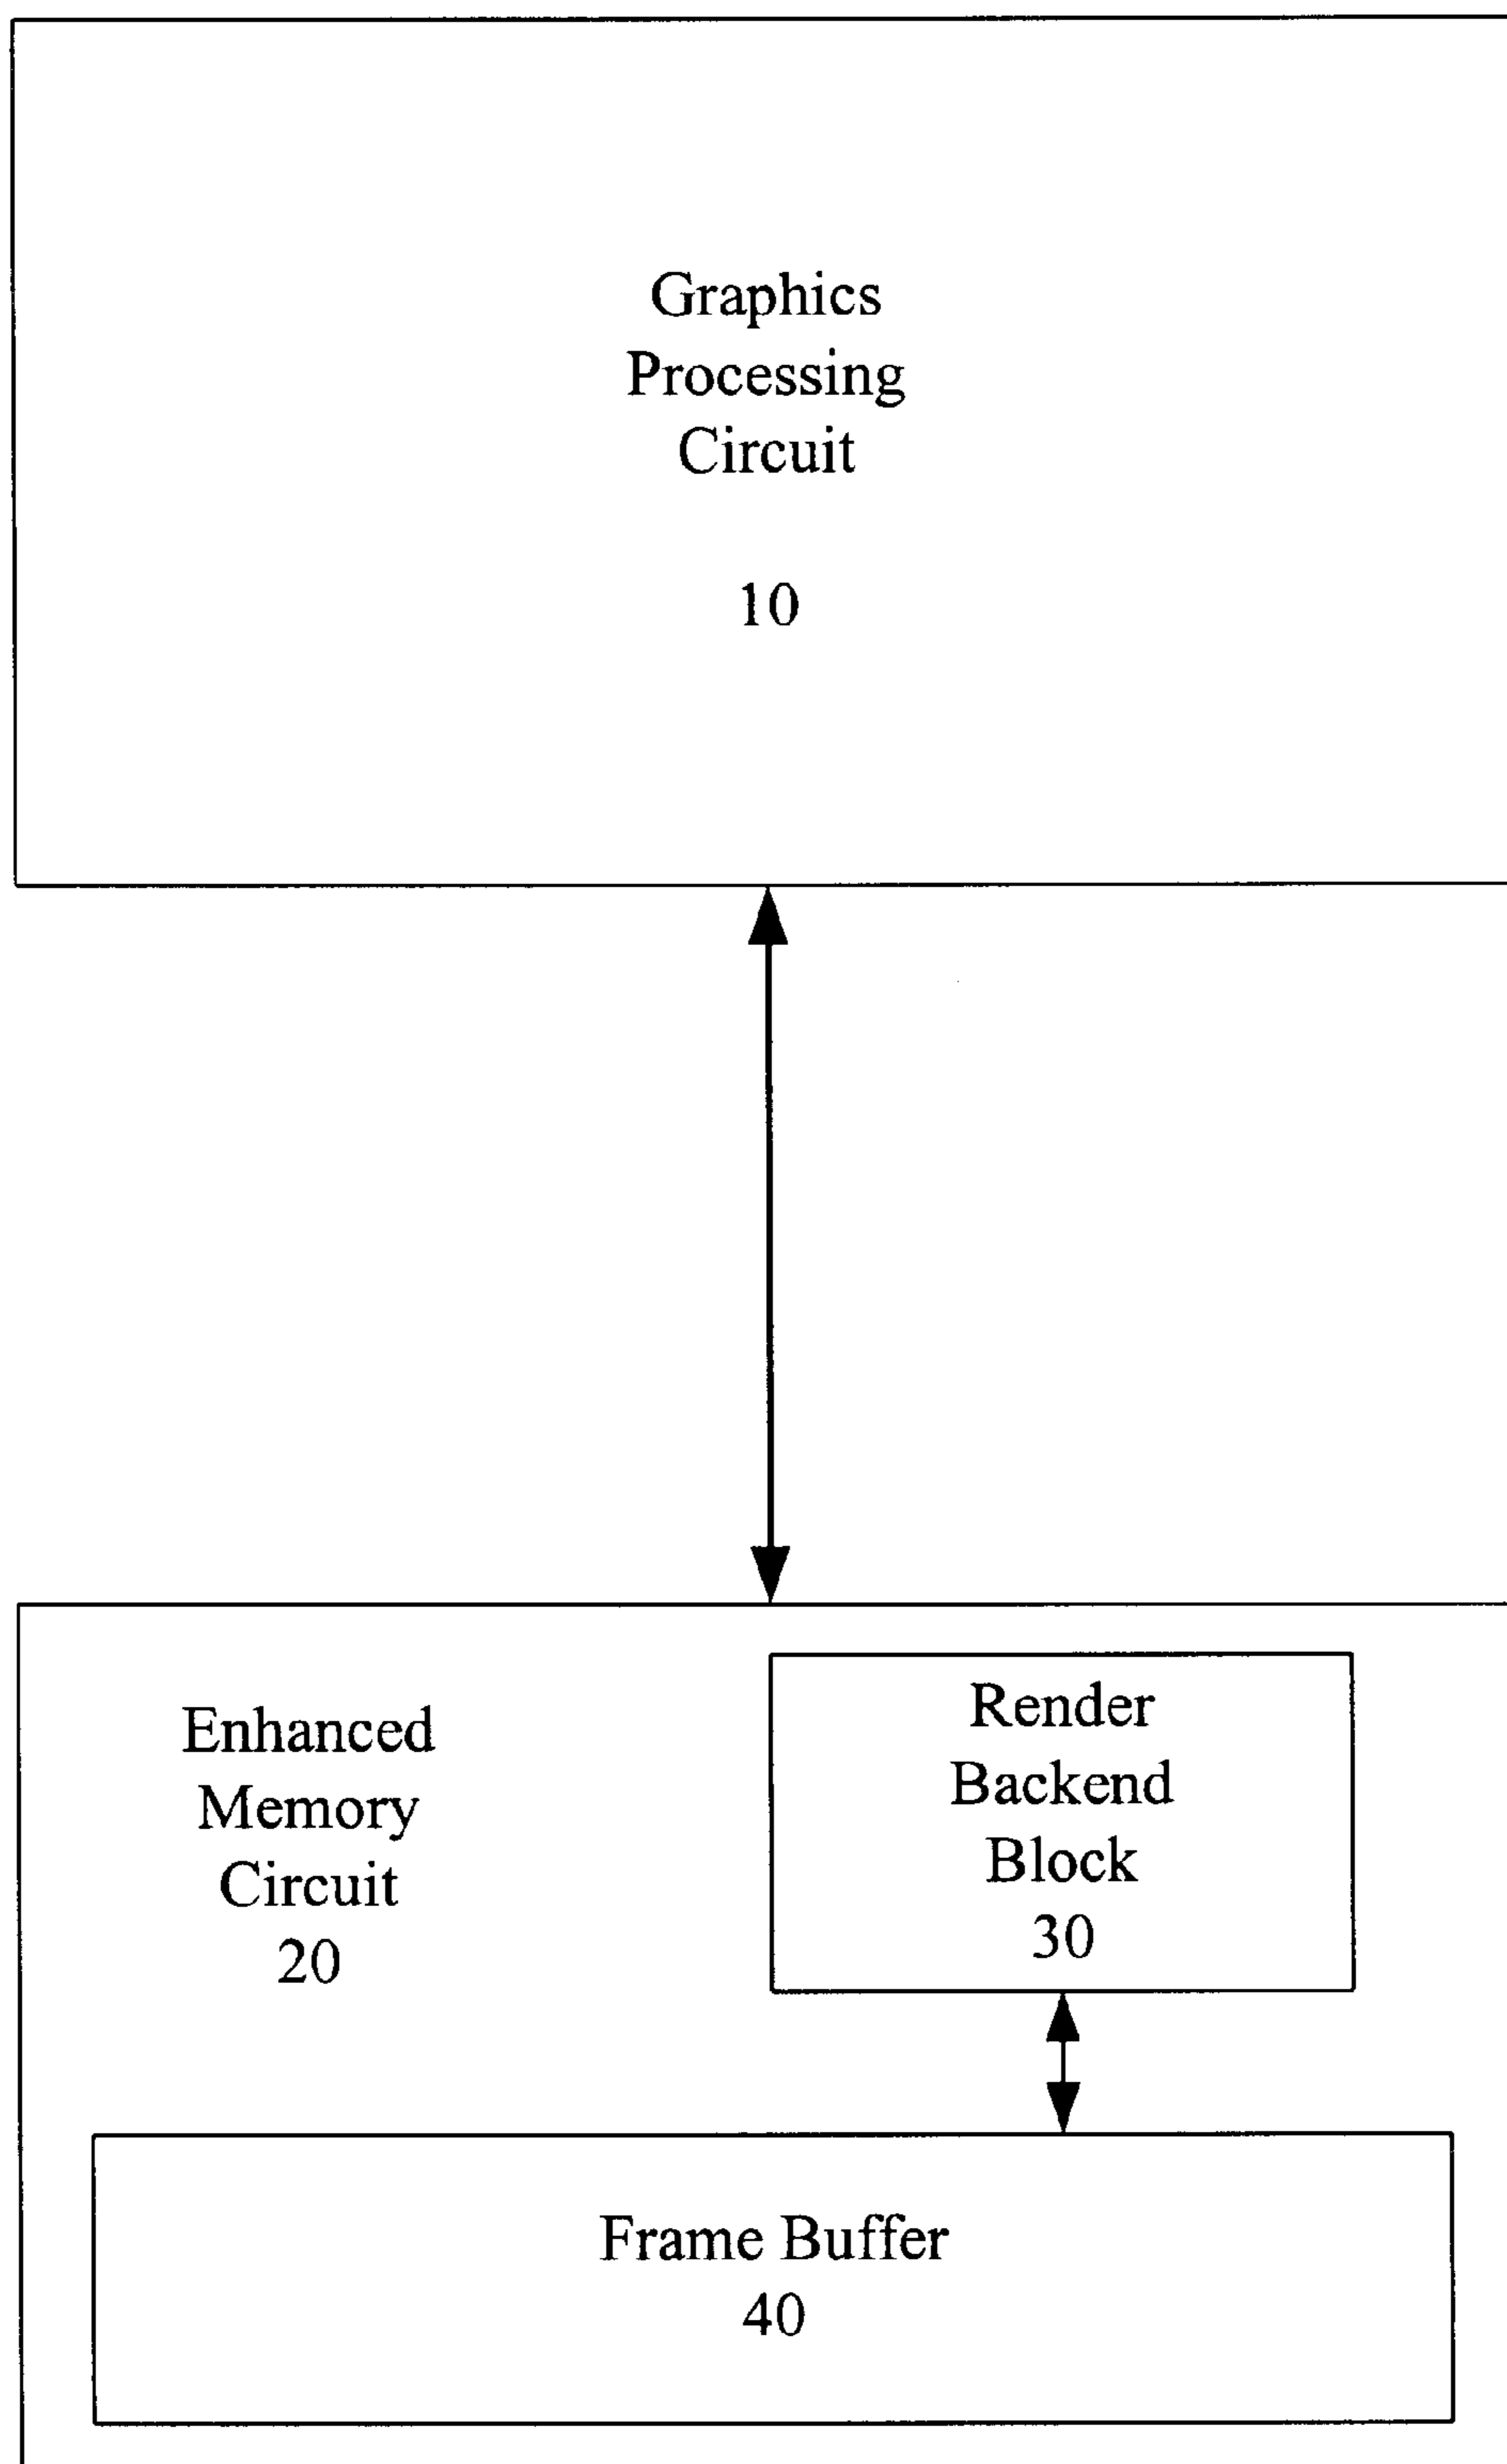 Graphics
Processing
Circuit
10
Enhanced
Memory
Circuit
20
Render
Backend
Block
30
Frame Buffer
40